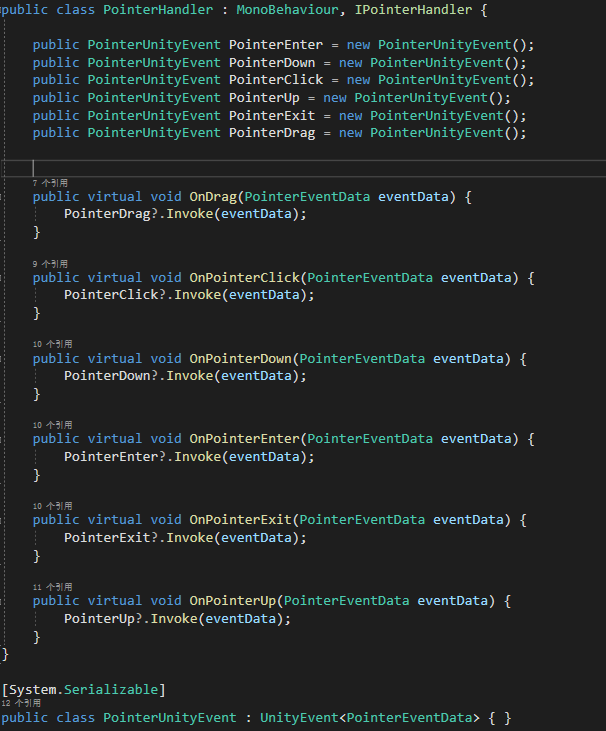 public class PointerHandler : MonoBehaviour, IPointerHandler {
public PointerUnityEvent PointerEnter = new PointerUnityEvent();
public PointerUnityEvent PointerDown = new PointerUnityEvent();
public PointerUnityEvent PointerClick = new PointerUnityEvent();
public PointerUnityEvent PointerUp = new PointerUnityEvent();
public PointerUnityEvent PointerExit = new PointerUnityEvent();
public PointerUnityEvent PointerDrag = new PointerUnityEvent();
7 个引用
public virtual void OnDrag(PointerEventData eventData) {
PointerDrag?.Invoke(eventData);
}
9 个引用
public virtual void OnPointerClick(PointerEventData eventData) {
PointerClick?.Invoke(eventData);
}
10 个引用
public virtual void OnPointerDown(PointerEventData eventData) {
PointerDown?.Invoke(eventData);
}
10 个引用
public virtual void OnPointerEnter(PointerEventData eventData) {
PointerEnter?.Invoke(eventData);
}
10 个引用
public virtual void OnPointerExit(PointerEventData eventData) {
PointerExit?.Invoke(eventData);
}
11 个引用
public virtual void OnPointerUp(PointerEventData eventData) {
PointerUp?.Invoke(eventData);
}
}
[System.Serializable]
12 个引用
public class PointerUnityEvent : UnityEvent<PointerEventData> { }